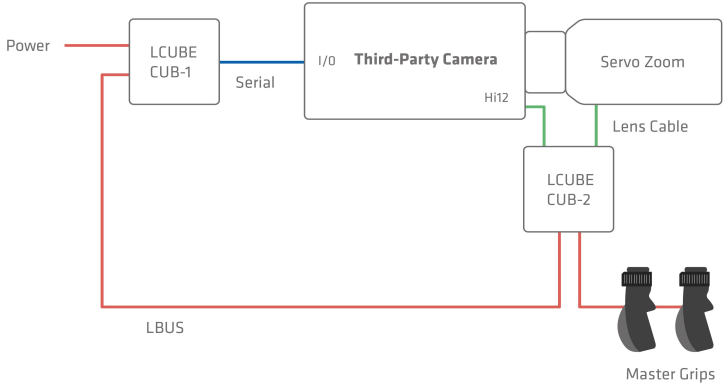 Power
LCUBE
CUB-1
Serial
I/O
Third-Party Camera
Hi12
Servo Zoom
Lens Cable
LCUBE
CUB-2
LBUS
Master Grips